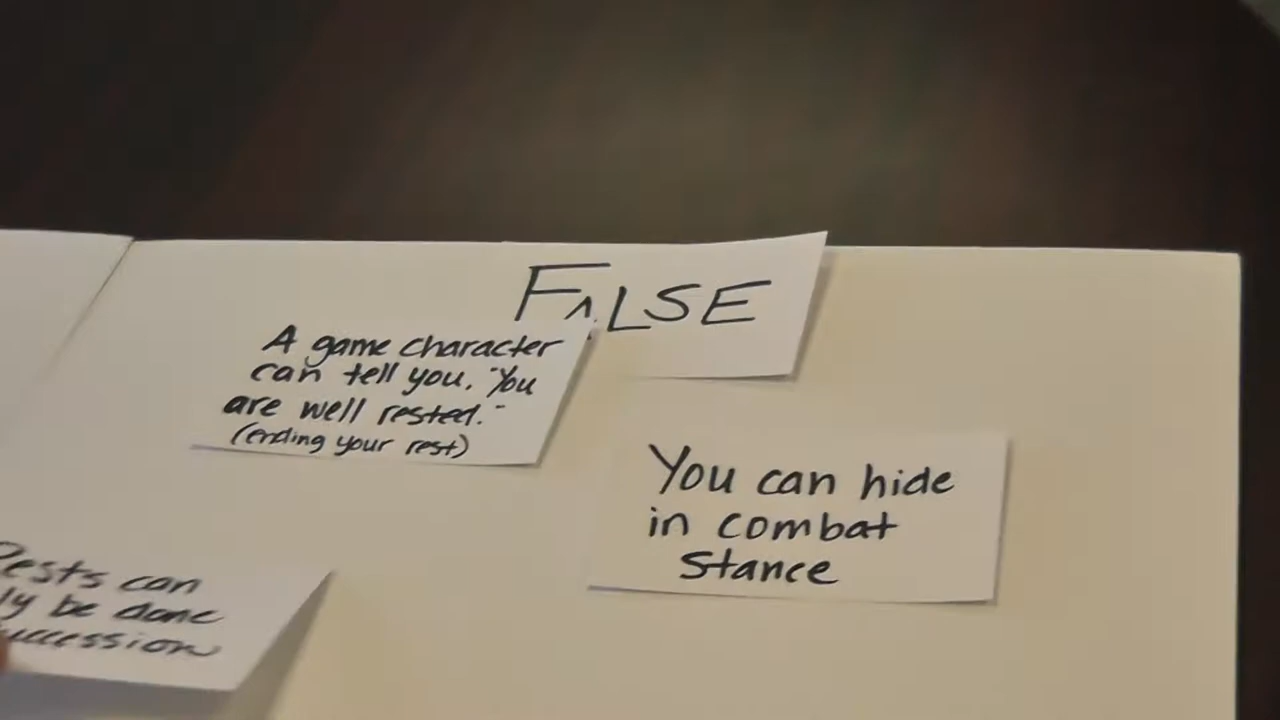 FALSE
A game character
can tell you, "You
are well rested."
(ending your rest)
You can hide
in combat
Stance
can
be done